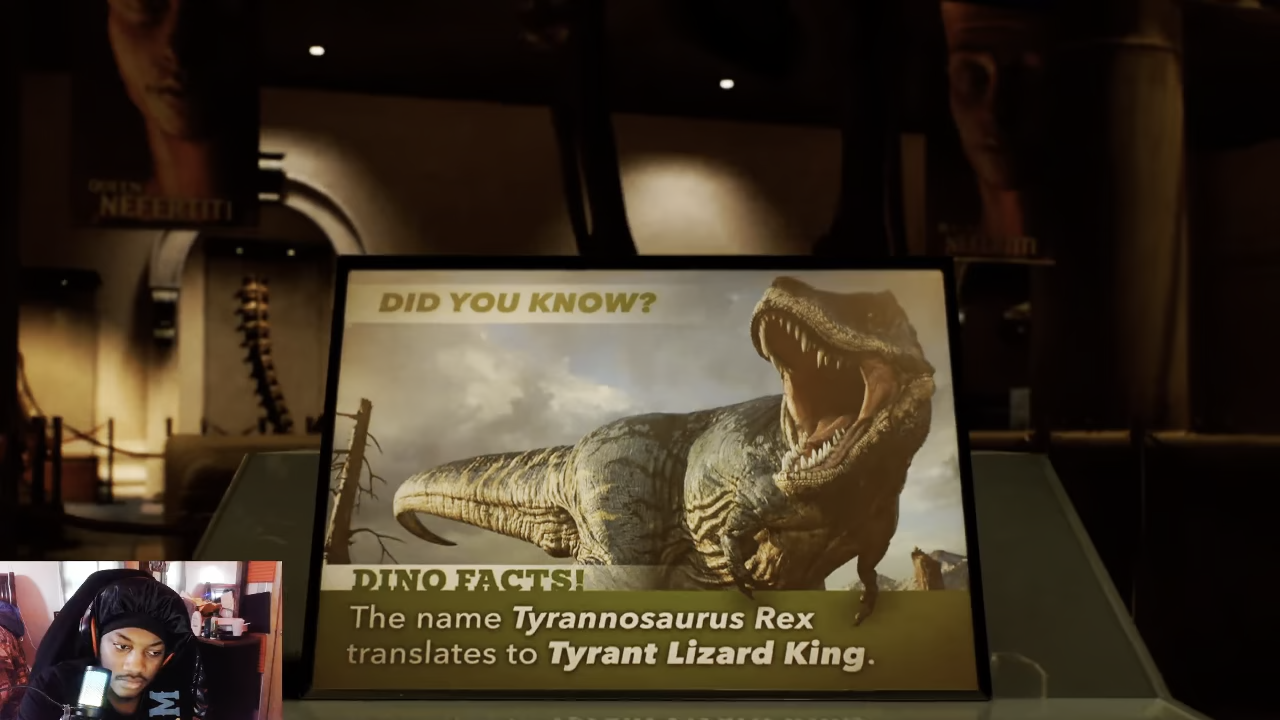 QUEEN
NEFERTITI
DID YOU KNOW?
DINO FACTS!
The name Tyrannosaurus Rex
translates to Tyrant Lizard King.